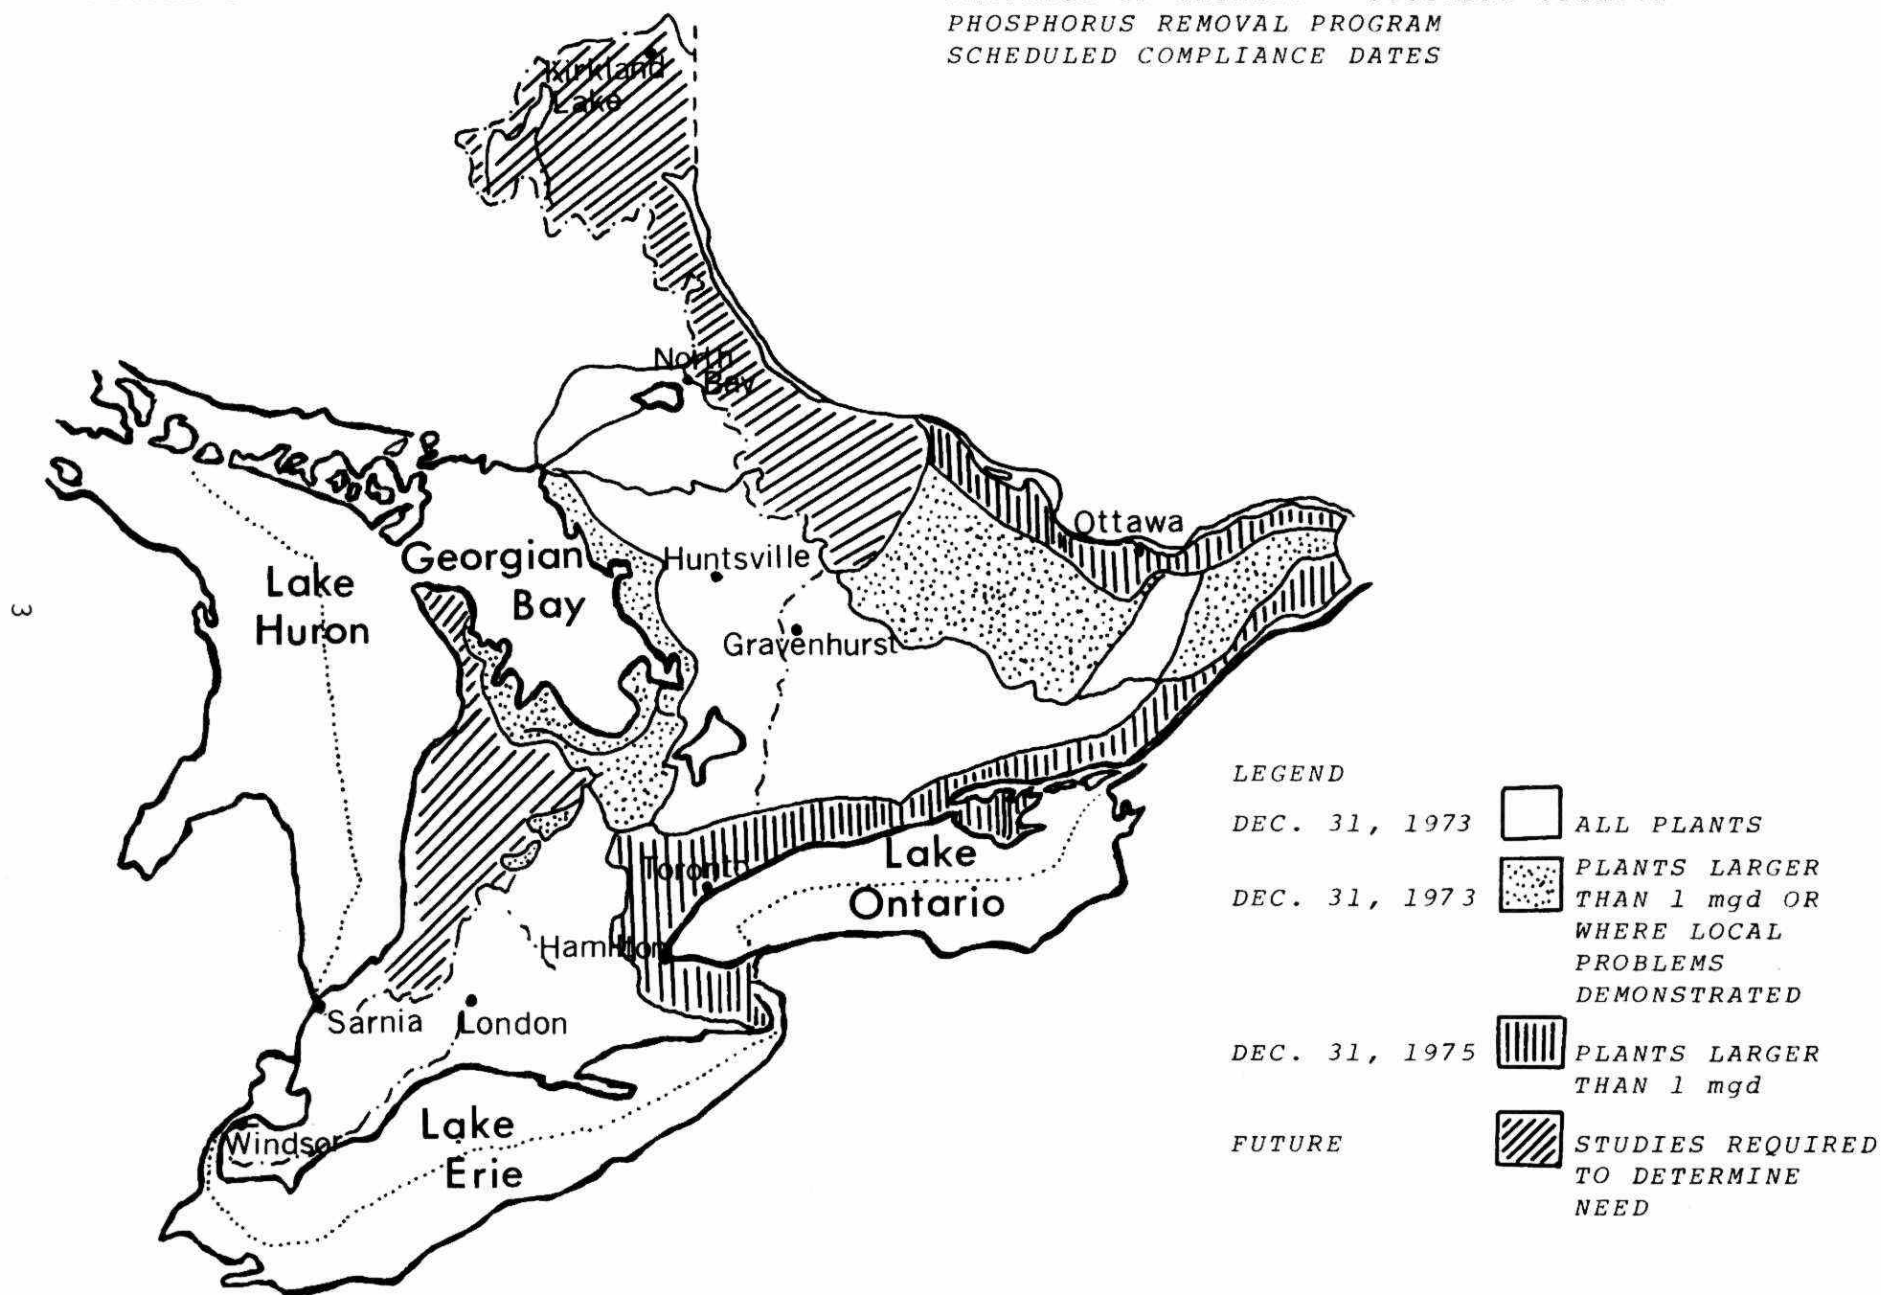 PHOSPHORUS REMOVAL PROGRAM
SCHEDULED COMPLIANCE DATES
Kirkland
Lake
North
Bay
Ottawa
Georgian
Bay
Huntsville
Lake
Huron
Gravenhurst
3
LEGEND
DEC. 31, 1973 ALL PLANTS
DEC. 31, 1973 PLANTS LARGER
THAN 1 mgd OR
WHERE LOCAL
PROBLEMS
DEMONSTRATED
DEC. 31, 1975 PLANTS LARGER
THAN 1 mgd
FUTURE STUDIES REQUIRED
TO DETERMINE
NEED
Toronto
Lake
Ontario
Hamilton
Sarnia
London
Windsor
Lake
Erie